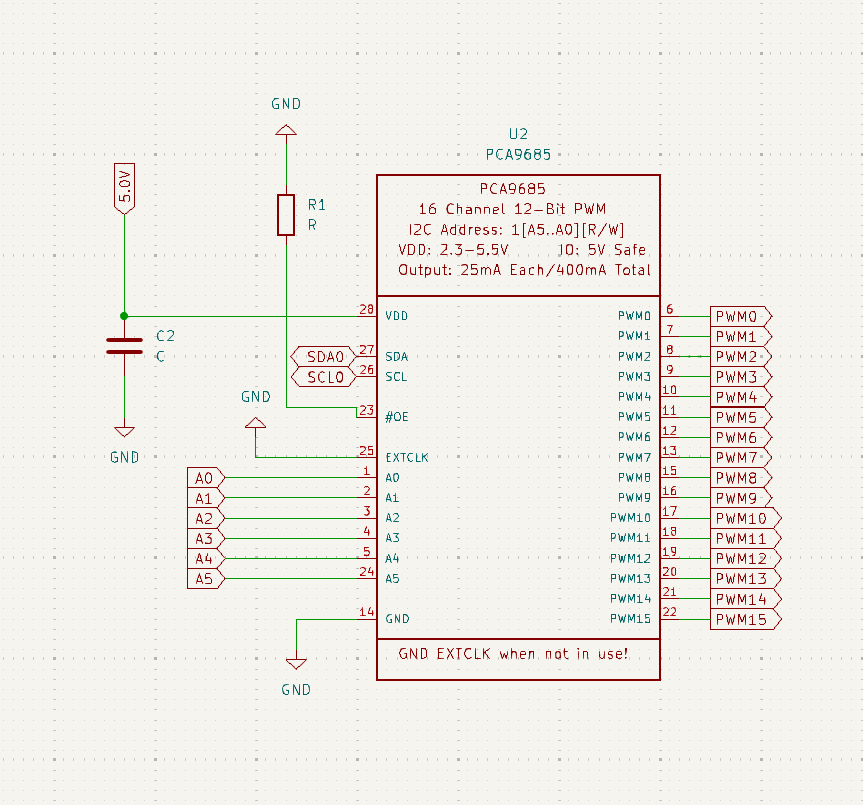 GND
U2
PCA9685
5.0V
R1
R
PCA9685
16 Channel 12-Bit PWM
I2C Address: 1[A5..A0][R/W]
VDD: 2.3-5.5V IO: 5V Safe
Output: 25mA Each/400mA Total
28 VDD
C2
C
SDA0 27 SDA
SCL0 26 SCL
GND
23 #OE
GND
25 EXTCLK
A0 1 A0
A1 2 A1
A2 3 A2
A3 4 A3
A4 5 A4
A5 24 A5
14 GND
GND
PWM0 6 PWM0
PWM1 7 PWM1
PWM2 8 PWM2
PWM3 9 PWM3
PWM4 10 PWM4
PWM5 11 PWM5
PWM6 12 PWM6
PWM7 13 PWM7
PWM8 15 PWM8
PWM9 16 PWM9
PWM10 17 PWM10
PWM11 18 PWM11
PWM12 19 PWM12
PWM13 20 PWM13
PWM14 21 PWM14
PWM15 22 PWM15
GND EXTCLK when not in use!